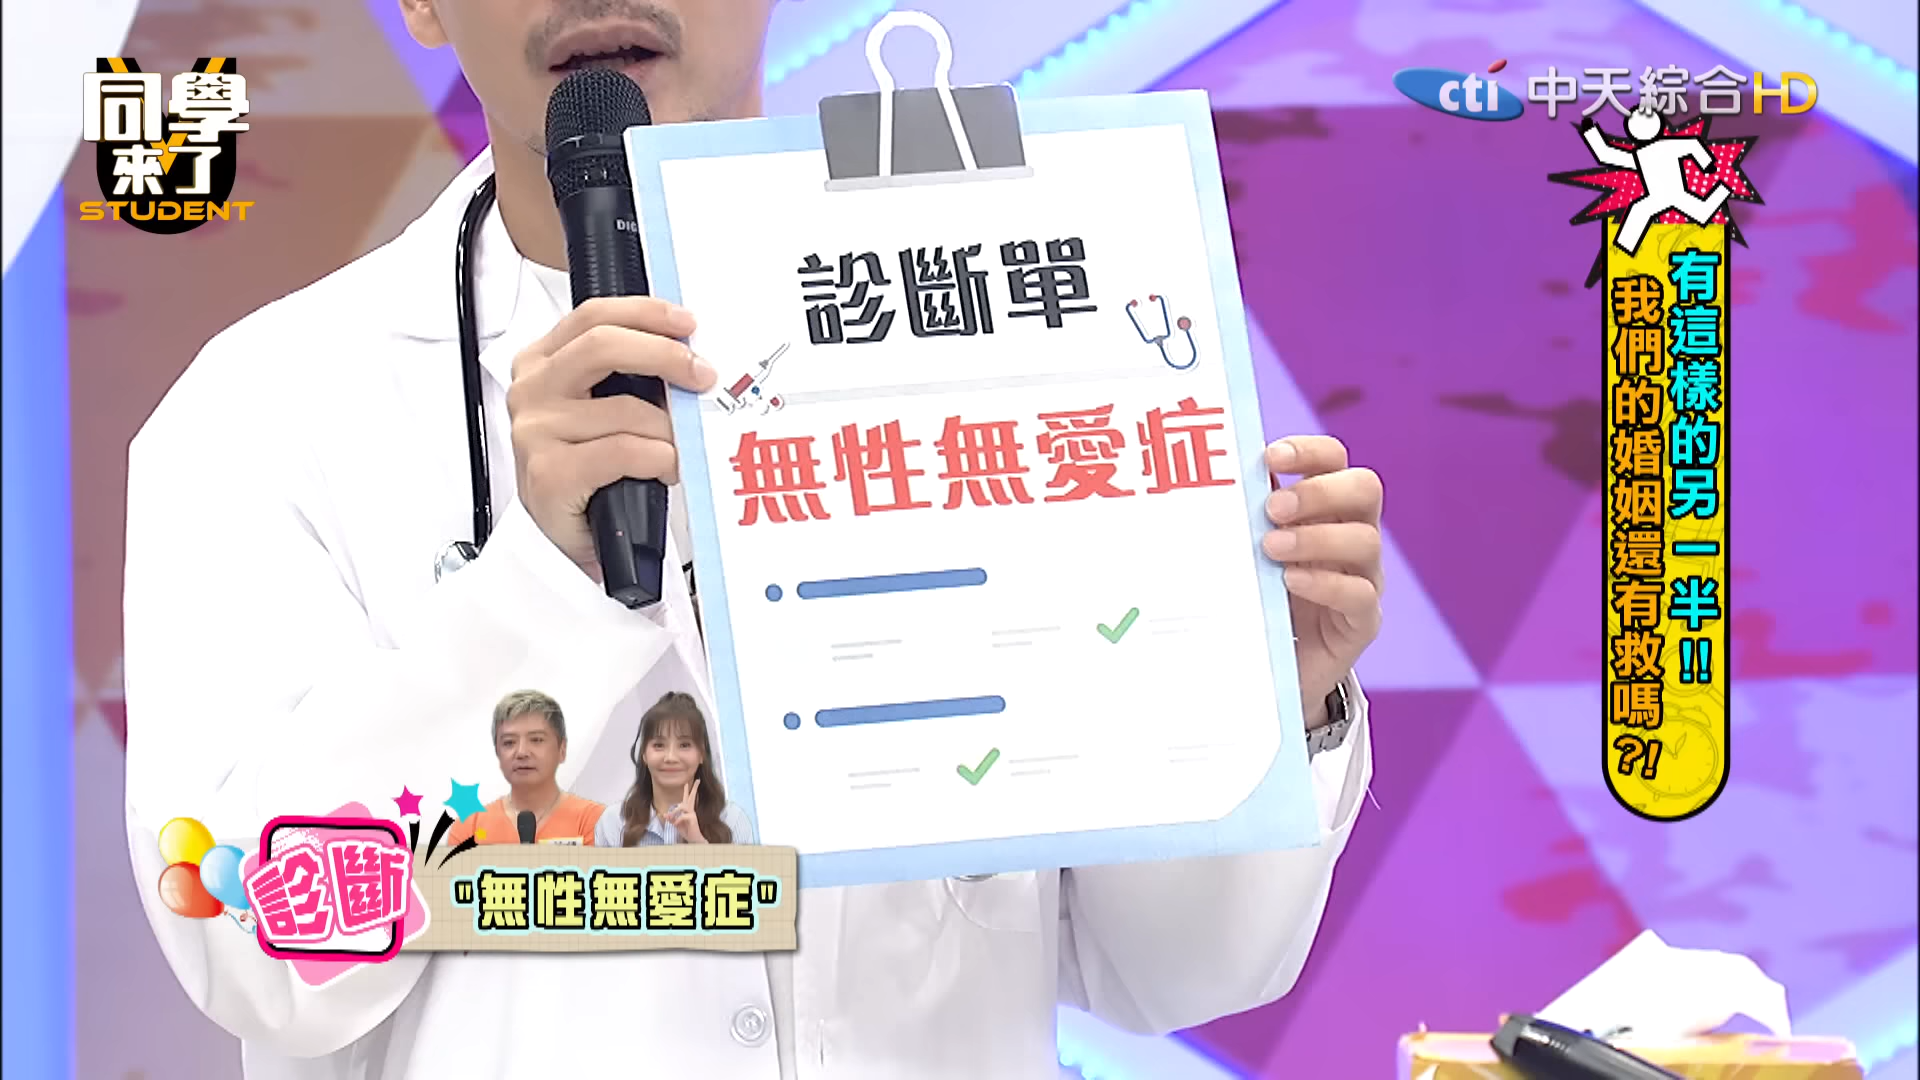 同學
來了
STUDENT
cti 中天綜合HD
DIG
診斷單
無性無愛症
有這樣的另一半!!
我們的婚姻還有救嗎?!
診斷
"無性無愛症"